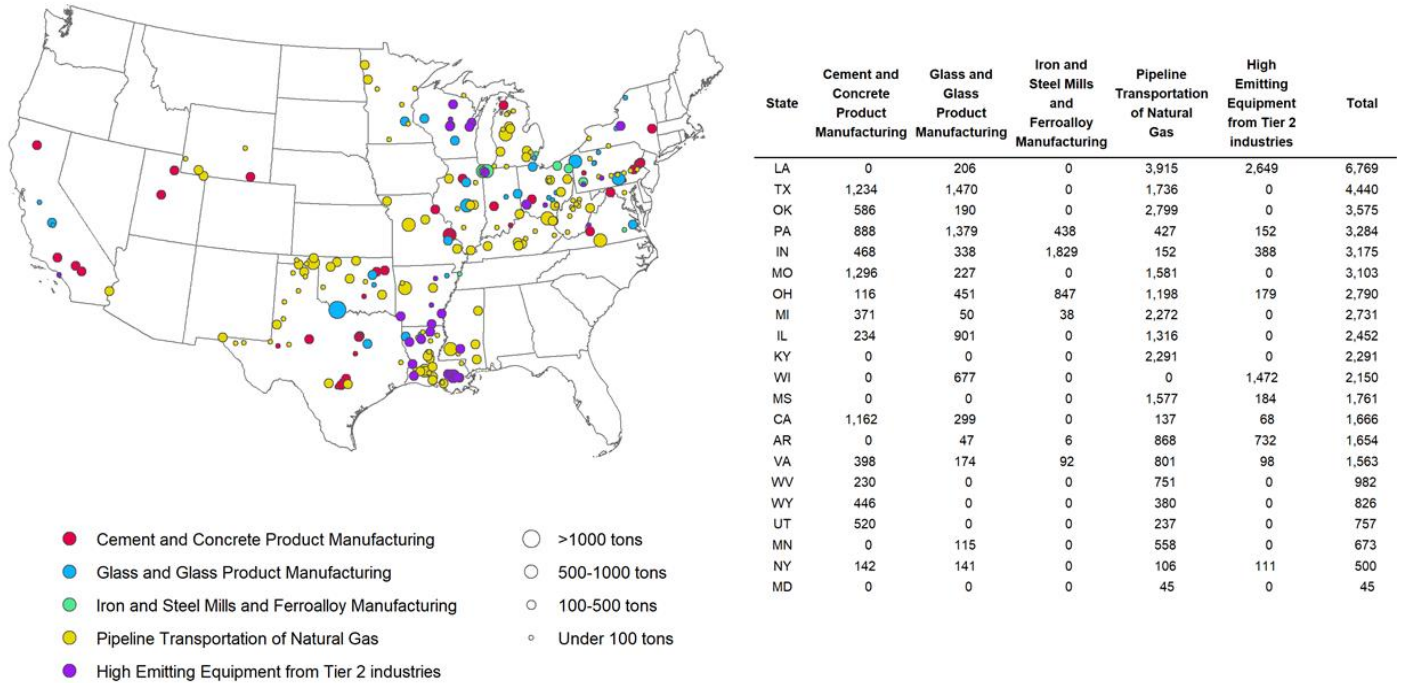 Cement and Concrete Product Manufacturing
Glass and Glass Product Manufacturing
Iron and Steel Mills and Ferroalloy Manufacturing
Pipeline Transportation of Natural Gas
High Emitting Equipment from Tier 2 industries
>1000 tons
500-1000 tons
100-500 tons
Under 100 tons
State
Cement and
Concrete
Product
Manufacturing
Glass and
Glass
Product
Manufacturing
Iron and
Steel Mills
and
Ferroalloy
Manufacturing
Pipeline
Transportation
of Natural
Gas
High
Emitting
Equipment
from Tier 2
industries
Total
LA 0 206 0 3,915 2,649 6,769
TX 1,234 1,470 0 1,736 0 4,440
OK 586 190 0 2,799 0 3,575
PA 888 1,379 438 427 152 3,284
IN 468 338 1,829 152 388 3,175
MO 1,296 227 0 1,581 0 3,103
OH 116 451 847 1,198 179 2,790
MI 371 50 38 2,272 0 2,731
IL 234 901 0 1,316 0 2,452
KY 0 0 0 2,291 0 2,291
WI 0 677 0 0 1,472 2,150
MS 0 0 0 1,577 184 1,761
CA 1,162 299 0 137 68 1,666
AR 0 47 6 868 732 1,654
VA 398 174 92 801 98 1,563
WV 230 0 0 751 0 982
WY 446 0 0 380 0 826
UT 520 0 0 237 0 757
MN 0 115 0 558 0 673
NY 142 141 0 106 111 500
MD 0 0 0 45 0 45